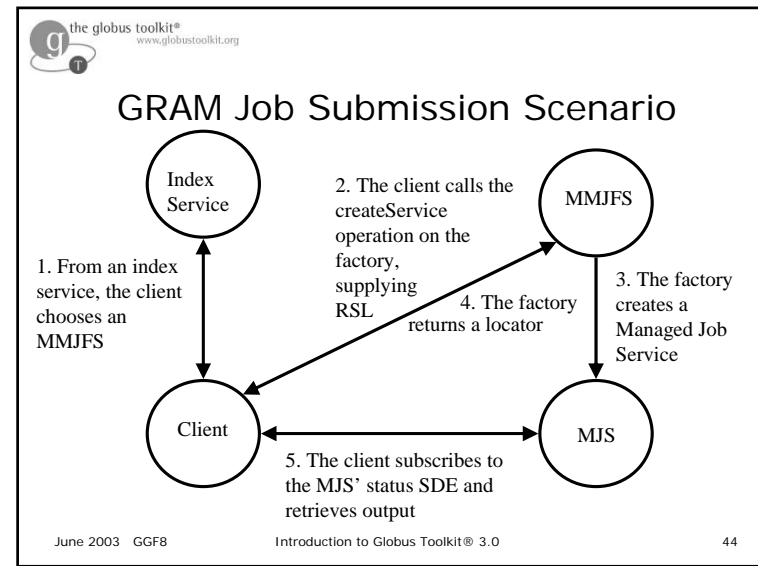 the globus toolkit®
www.globustoolkit.org
g
T
GRAM Job Submission Scenario
Index
Service
2. The client calls the
createService
operation on the
factory,
supplying
RSL
MMJFS
1. From an index
service, the client
chooses an
MMJFS
4. The factory
returns a locator
3. The factory
creates a
Managed Job
Service
Client
MJS
5. The client subscribes to
the MJS’ status SDE and
retrieves output
June 2003 GGF8
Introduction to Globus Toolkit® 3.0
44